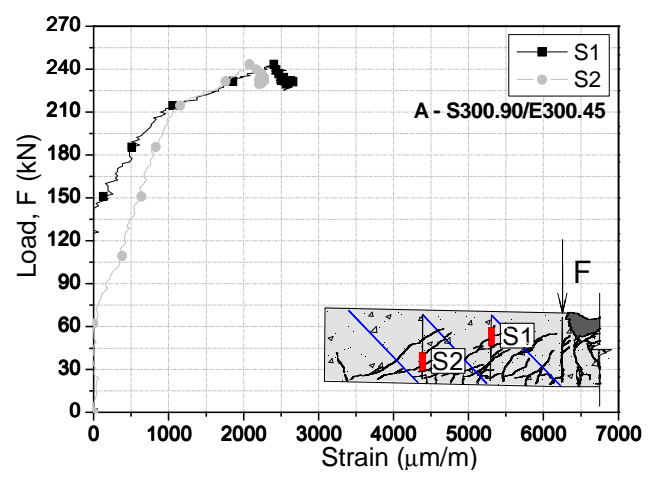 270
240
210
180
150
120
90
60
30
0
Load, F (kN)
S1
S2
A - S300.90/E300.45
F
S1
S2
0 1000 2000 3000 4000 5000 6000 7000
Strain (μm/m)